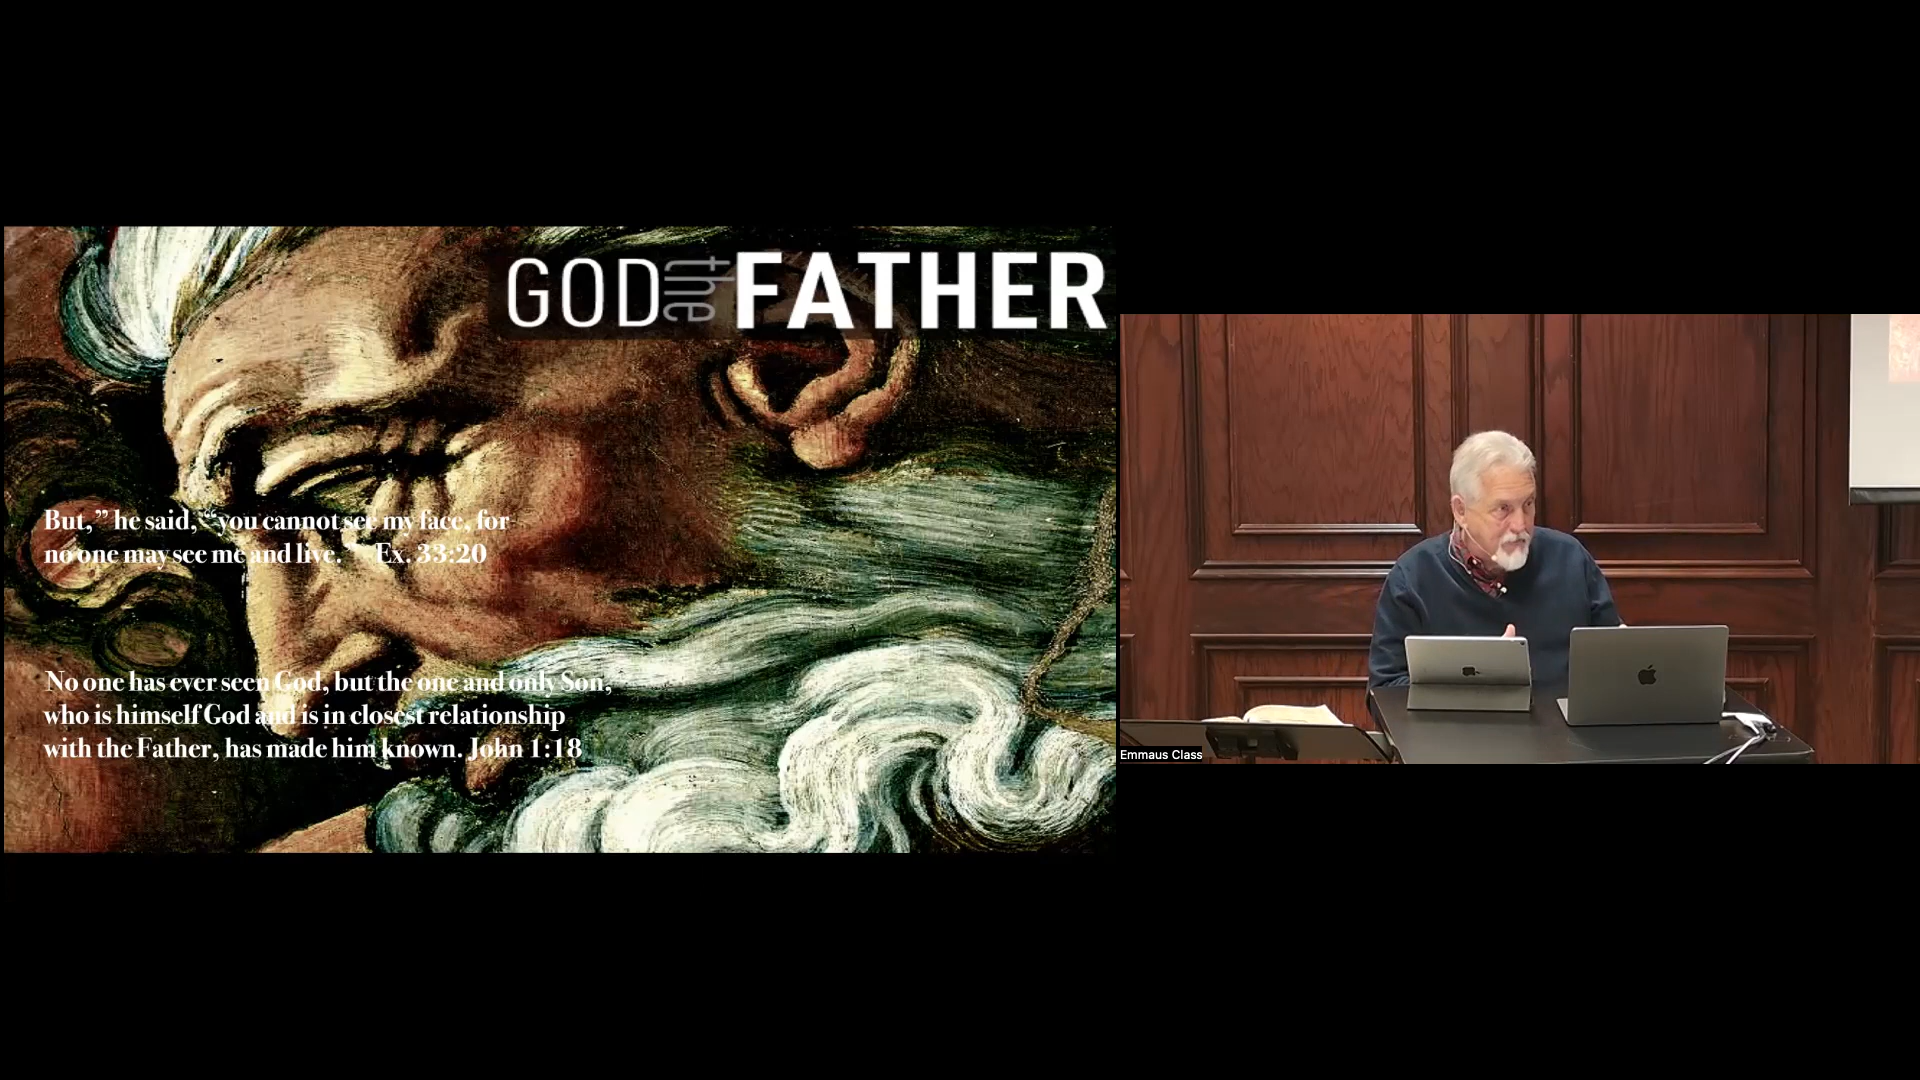 GOD the FATHER
But,” he said, “you cannot see my face, for
no one may see me and live.” Ex. 33:20
No one has ever seen God, but the one and only Son,
who is himself God and is in closest relationship
with the Father, has made him known. John 1:18
Emmaus Class